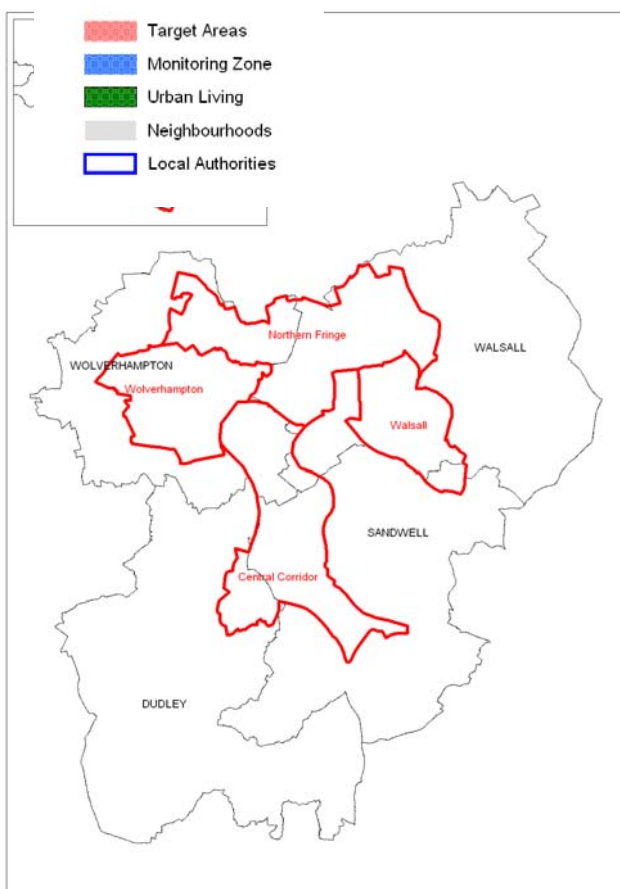 Target Areas
Monitoring Zone
Urban Living
Neighbourhoods
Local Authorities
Northern Fringe
WALSALL
WOLVERHAMPTON
Wolverhampton
Walsall
SANDWELL
Central Corridor
DUDLEY